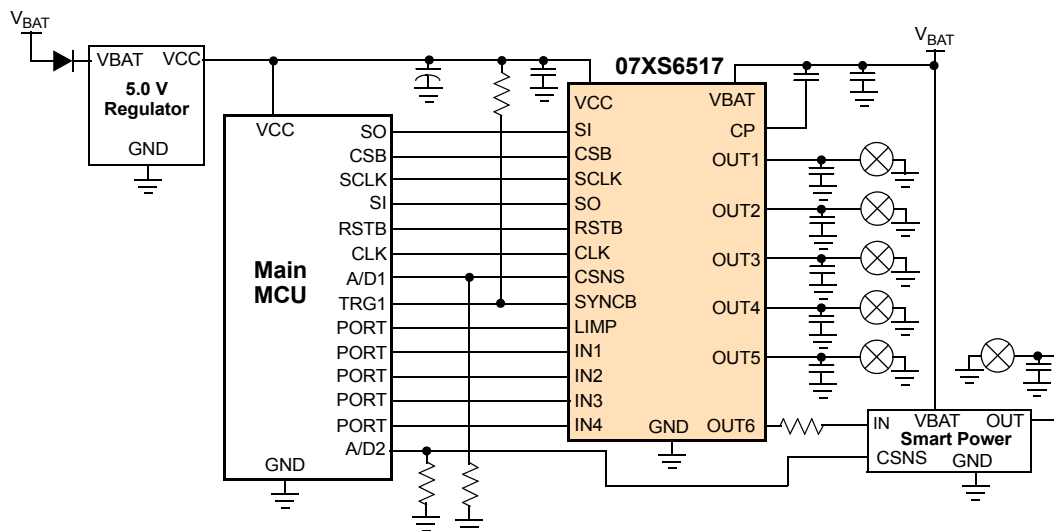 VBAT
VBAT VCC
5.0 V
Regulator
GND
Main
MCU
VCC
SO
CSB
SCLK
SI
RSTB
CLK
A/D1
TRG1
PORT
PORT
PORT
PORT
PORT
A/D2
GND
07XS6517
VCC
SI
CSB
SCLK
SO
RSTB
CLK
CSNS
SYNCB
LIMP
IN1
IN2
IN3
IN4
VBAT
CP
OUT1
OUT2
OUT3
OUT4
OUT5
OUT6
GND
VBAT
IN VBAT OUT
Smart Power
CSNS GND